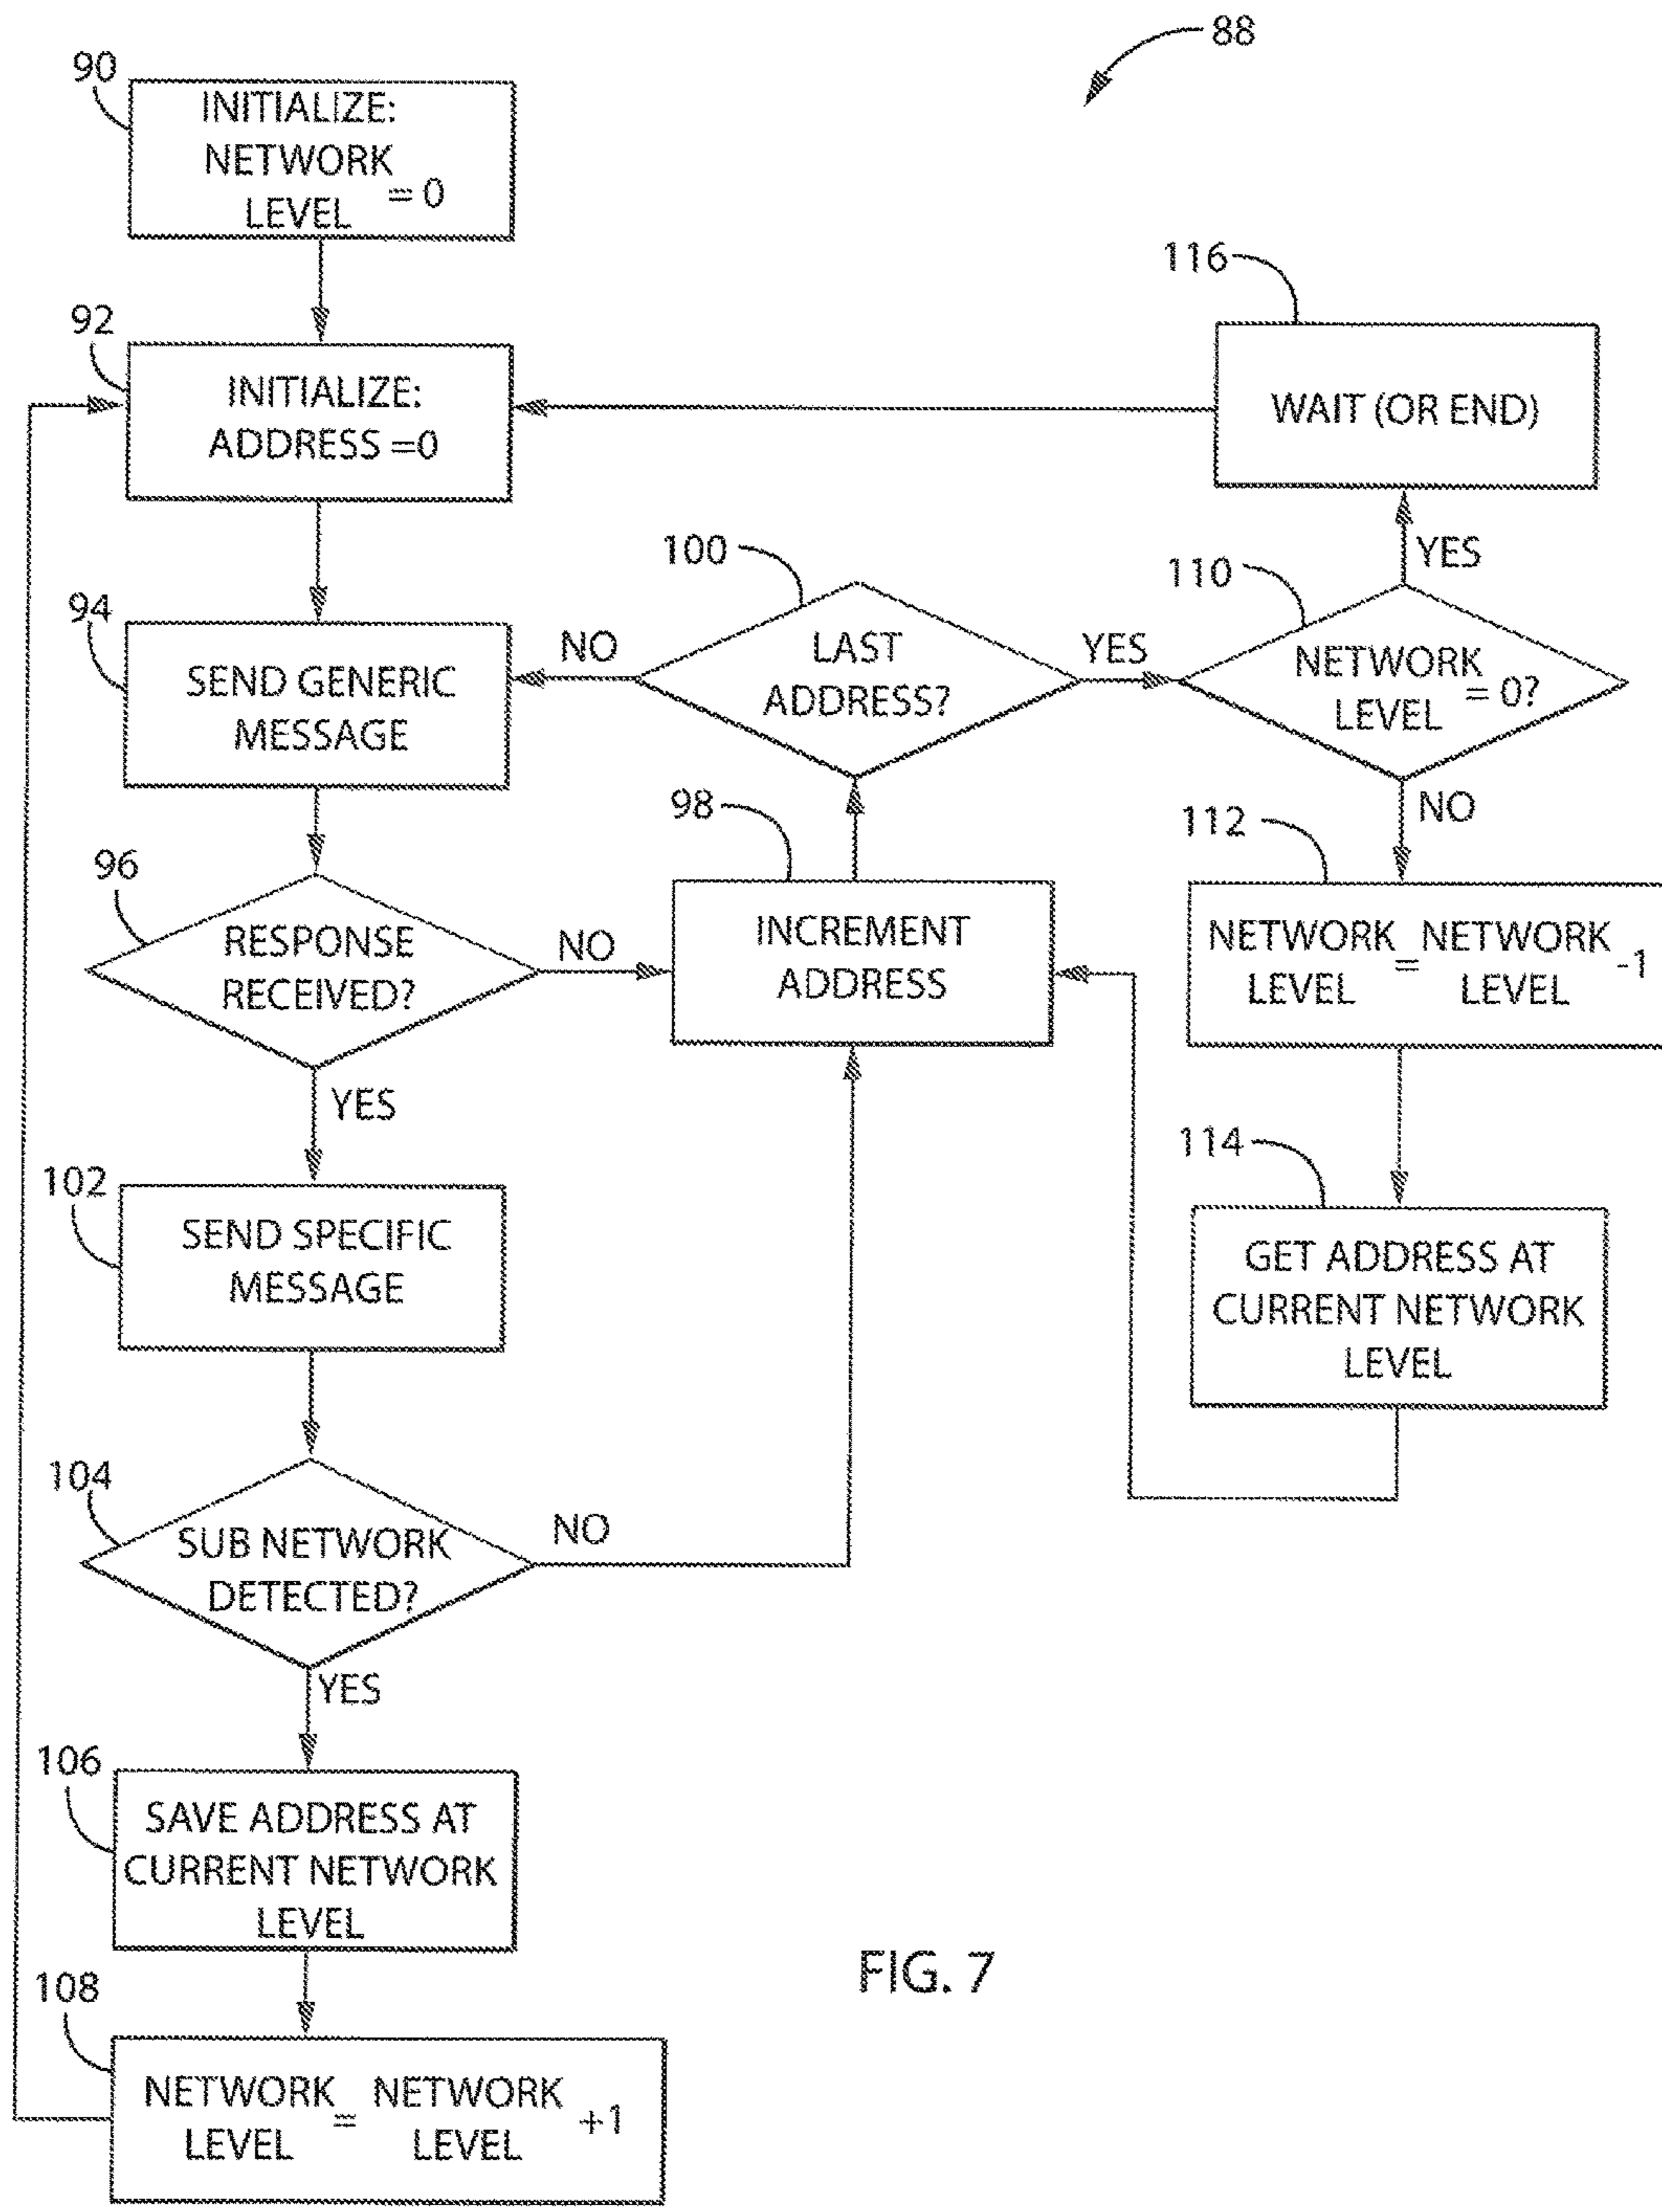 88
90
INITIALIZE:
NETWORK
LEVEL = 0
92
INITIALIZE:
ADDRESS =0
116
WAIT (OR END)
94
SEND GENERIC
MESSAGE
NO
100
LAST
ADDRESS?
YES
110
NETWORK
LEVEL = 0?
YES
NO
96
RESPONSE
RECEIVED?
NO
YES
98
INCREMENT
ADDRESS
112
NETWORK = NETWORK -1
LEVEL LEVEL
102
SEND SPECIFIC
MESSAGE
114
GET ADDRESS AT
CURRENT NETWORK
LEVEL
104
SUB NETWORK
DETECTED?
NO
YES
106
SAVE ADDRESS AT
CURRENT NETWORK
LEVEL
108
NETWORK = NETWORK +1
LEVEL LEVEL
FIG. 7